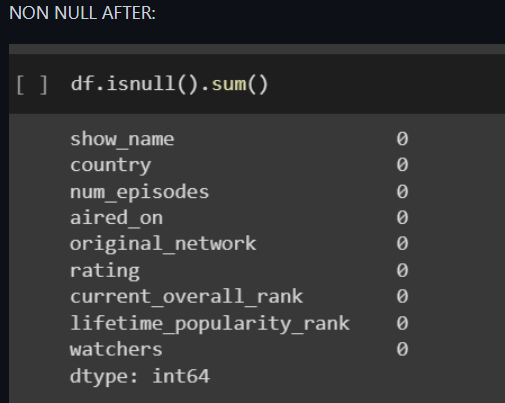 NON NULL AFTER:
[ ] df.isnull().sum()
show_name 0
country 0
num_episodes 0
aired_on 0
original_network 0
rating 0
current_overall_rank 0
lifetime_popularity_rank 0
watchers 0
dtype: int64